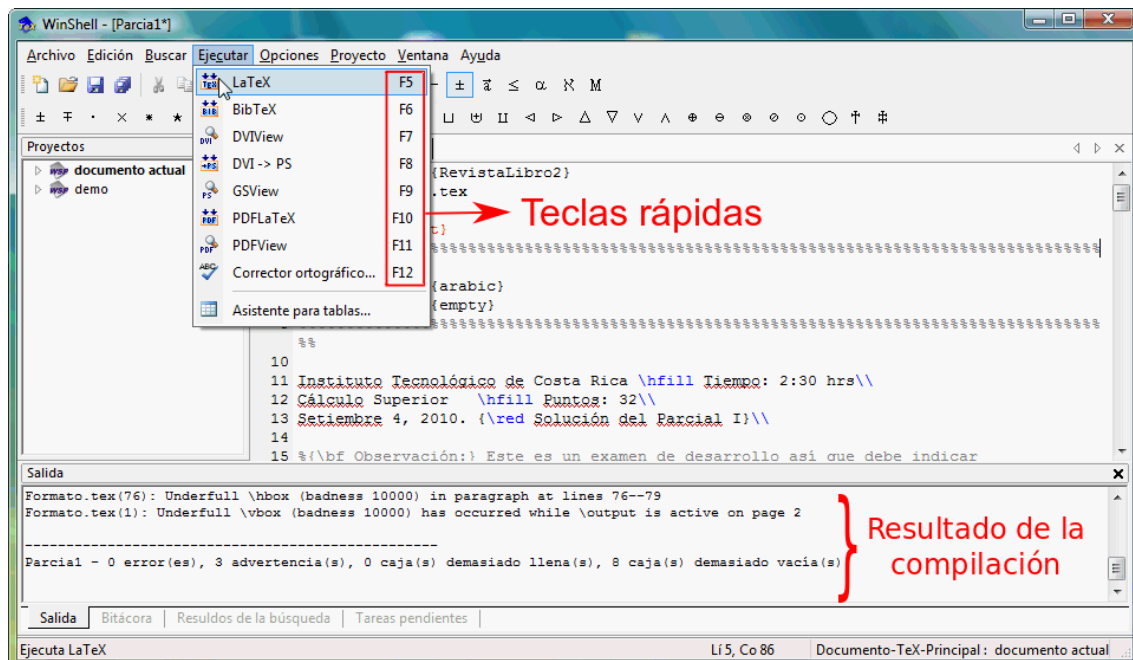 WinShell - [Parcia1*]
Archivo Edición Buscar Ejecutar Opciones Proyecto Ventana Ayuda
LaTeX F5
BibTeX F6
DVIView F7
DVI -> PS F8
GSView F9
PDFLaTeX F10
PDFView F11
Corrector ortográfico... F12
Asistente para tablas...
Teclas rápidas
Proyectos
documento actual
demo
{RevistaLibro2}
.tex
t}
%%%%%%%%%%%%%%%%%%%%%%%%%%%%%%%%%%%%%%%%%%%%%%%%%%%%%%%%%%%%%%%%%%%%%%%%%%%%%%%%%%
{arabic}
{empty}
%%%%%%%%%%%%%%%%%%%%%%%%%%%%%%%%%%%%%%%%%%%%%%%%%%%%%%%%%%%%%%%%%%%%%%%%%%%%%%%%%%
%%
10
11 Instituto Tecnológico de Costa Rica \hfill Tiempo: 2:30 hrs\\
12 Cálculo Superior \hfill Puntos: 32\\
13 Setiembre 4, 2010. {\red Solución del Parcial I}\\
14
15 %{\bf Observación:} Este es un examen de desarrollo así que debe indicar
Salida
Formato.tex(76): Underfull \hbox (badness 10000) in paragraph at lines 76--79
Formato.tex(1): Underfull \vbox (badness 10000) has occurred while \output is active on page 2
--------------------------------------------------
Parcia1 - 0 error(es), 3 advertencia(s), 0 caja(s) demasiado llena(s), 8 caja(s) demasiado vacía(s)
Resultado de la
compilación
Salida Bitácora Resuldos de la búsqueda Tareas pendientes
Ejecuta LaTeX Lí 5, Co 86 Documento-TeX-Principal : documento actual